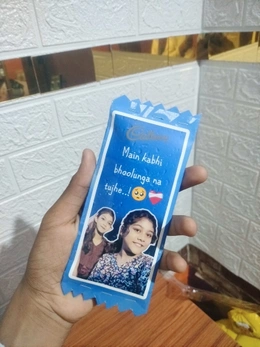 Main kabhi
bhoolunga na
tujhe..! 🥺❤️‍🩹